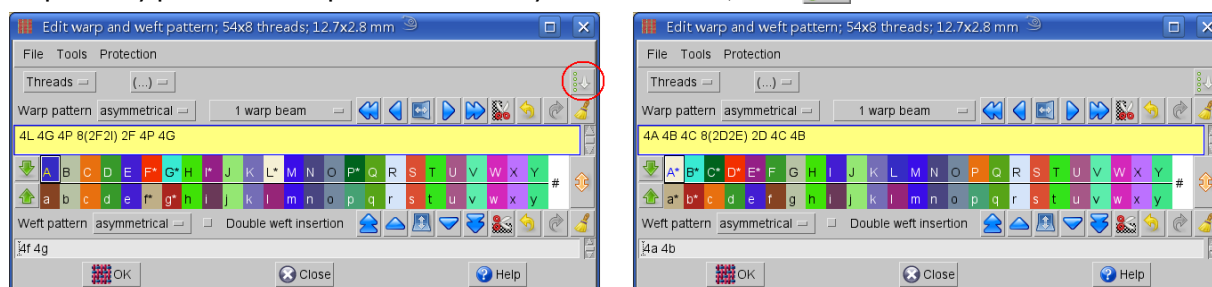 Edit warp and weft pattern; 54x8 threads; 12.7x2.8 mm
File Tools Protection
Threads (...)
Warp pattern asymmetrical 1 warp beam
4L 4G 4P 8(2F2I) 2F 4P 4G
A B C D E F* G* H I* J K L* M N O P* Q R S T U V W X Y #
a b c d e f* g* h i j k l m n o p q r s t u v w x y
Weft pattern asymmetrical Double weft insertion
4f 4g
OK Close Help
Edit warp and weft pattern; 54x8 threads; 12.7x2.8 mm
File Tools Protection
Threads (...)
Warp pattern asymmetrical 1 warp beam
4A 4B 4C 8(2D2E) 2D 4C 4B
A* B* C* D* E* F G H I J K L M N O P Q R S T U V W X Y #
a* b* c d e f g h i j k l m n o p q r s t u v w x y
Weft pattern asymmetrical Double weft insertion
4a 4b
OK Close Help